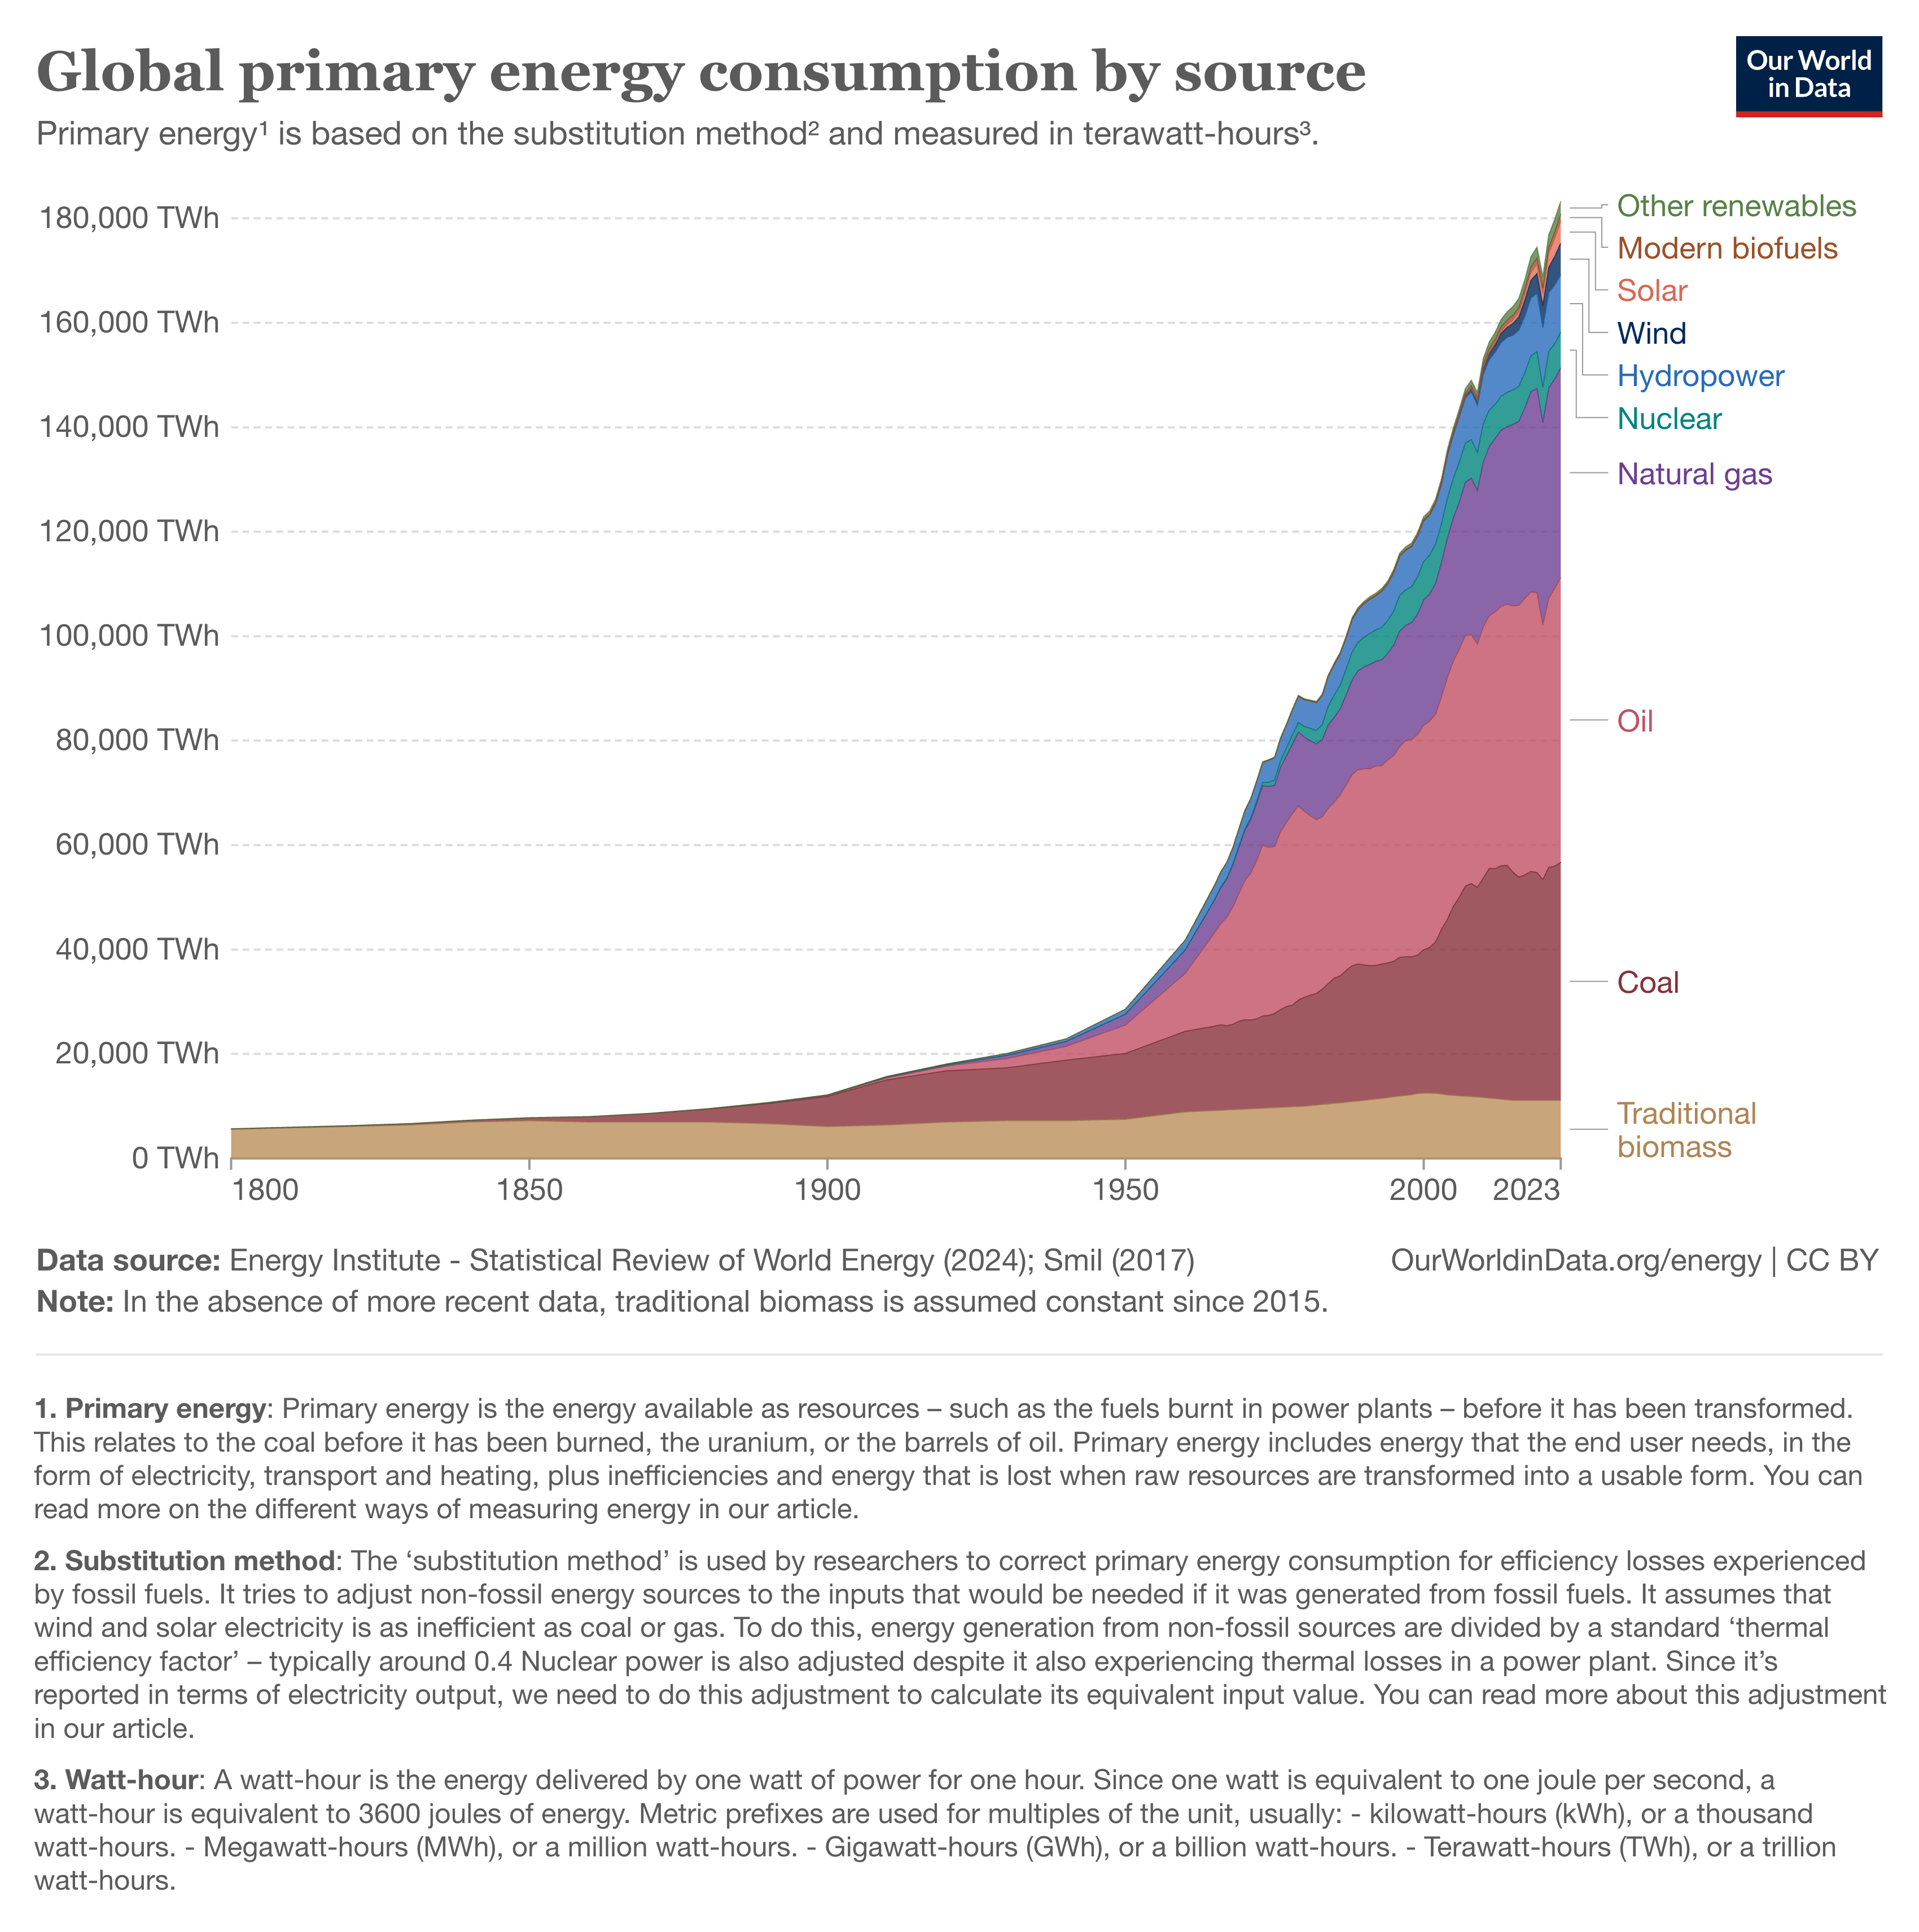 Global primary energy consumption by source
Our World
in Data
Primary energy¹ is based on the substitution method² and measured in terawatt-hours³.
180,000 TWh
160,000 TWh
140,000 TWh
120,000 TWh
100,000 TWh
80,000 TWh
60,000 TWh
40,000 TWh
20,000 TWh
0 TWh
Other renewables
Modern biofuels
Solar
Wind
Hydropower
Nuclear
Natural gas
Oil
Coal
Traditional
biomass
1800
1850
1900
1950
2000
2023
Data source: Energy Institute - Statistical Review of World Energy (2024); Smil (2017)
OurWorldinData.org/energy | CC BY
Note: In the absence of more recent data, traditional biomass is assumed constant since 2015.
1. Primary energy: Primary energy is the energy available as resources – such as the fuels burnt in power plants – before it has been transformed.
This relates to the coal before it has been burned, the uranium, or the barrels of oil. Primary energy includes energy that the end user needs, in the
form of electricity, transport and heating, plus inefficiencies and energy that is lost when raw resources are transformed into a usable form. You can
read more on the different ways of measuring energy in our article.
2. Substitution method: The ‘substitution method’ is used by researchers to correct primary energy consumption for efficiency losses experienced
by fossil fuels. It tries to adjust non-fossil energy sources to the inputs that would be needed if it was generated from fossil fuels. It assumes that
wind and solar electricity is as inefficient as coal or gas. To do this, energy generation from non-fossil sources are divided by a standard ‘thermal
efficiency factor’ – typically around 0.4 Nuclear power is also adjusted despite it also experiencing thermal losses in a power plant. Since it’s
reported in terms of electricity output, we need to do this adjustment to calculate its equivalent input value. You can read more about this adjustment
in our article.
3. Watt-hour: A watt-hour is the energy delivered by one watt of power for one hour. Since one watt is equivalent to one joule per second, a
watt-hour is equivalent to 3600 joules of energy. Metric prefixes are used for multiples of the unit, usually: - kilowatt-hours (kWh), or a thousand
watt-hours. - Megawatt-hours (MWh), or a million watt-hours. - Gigawatt-hours (GWh), or a billion watt-hours. - Terawatt-hours (TWh), or a trillion
watt-hours.